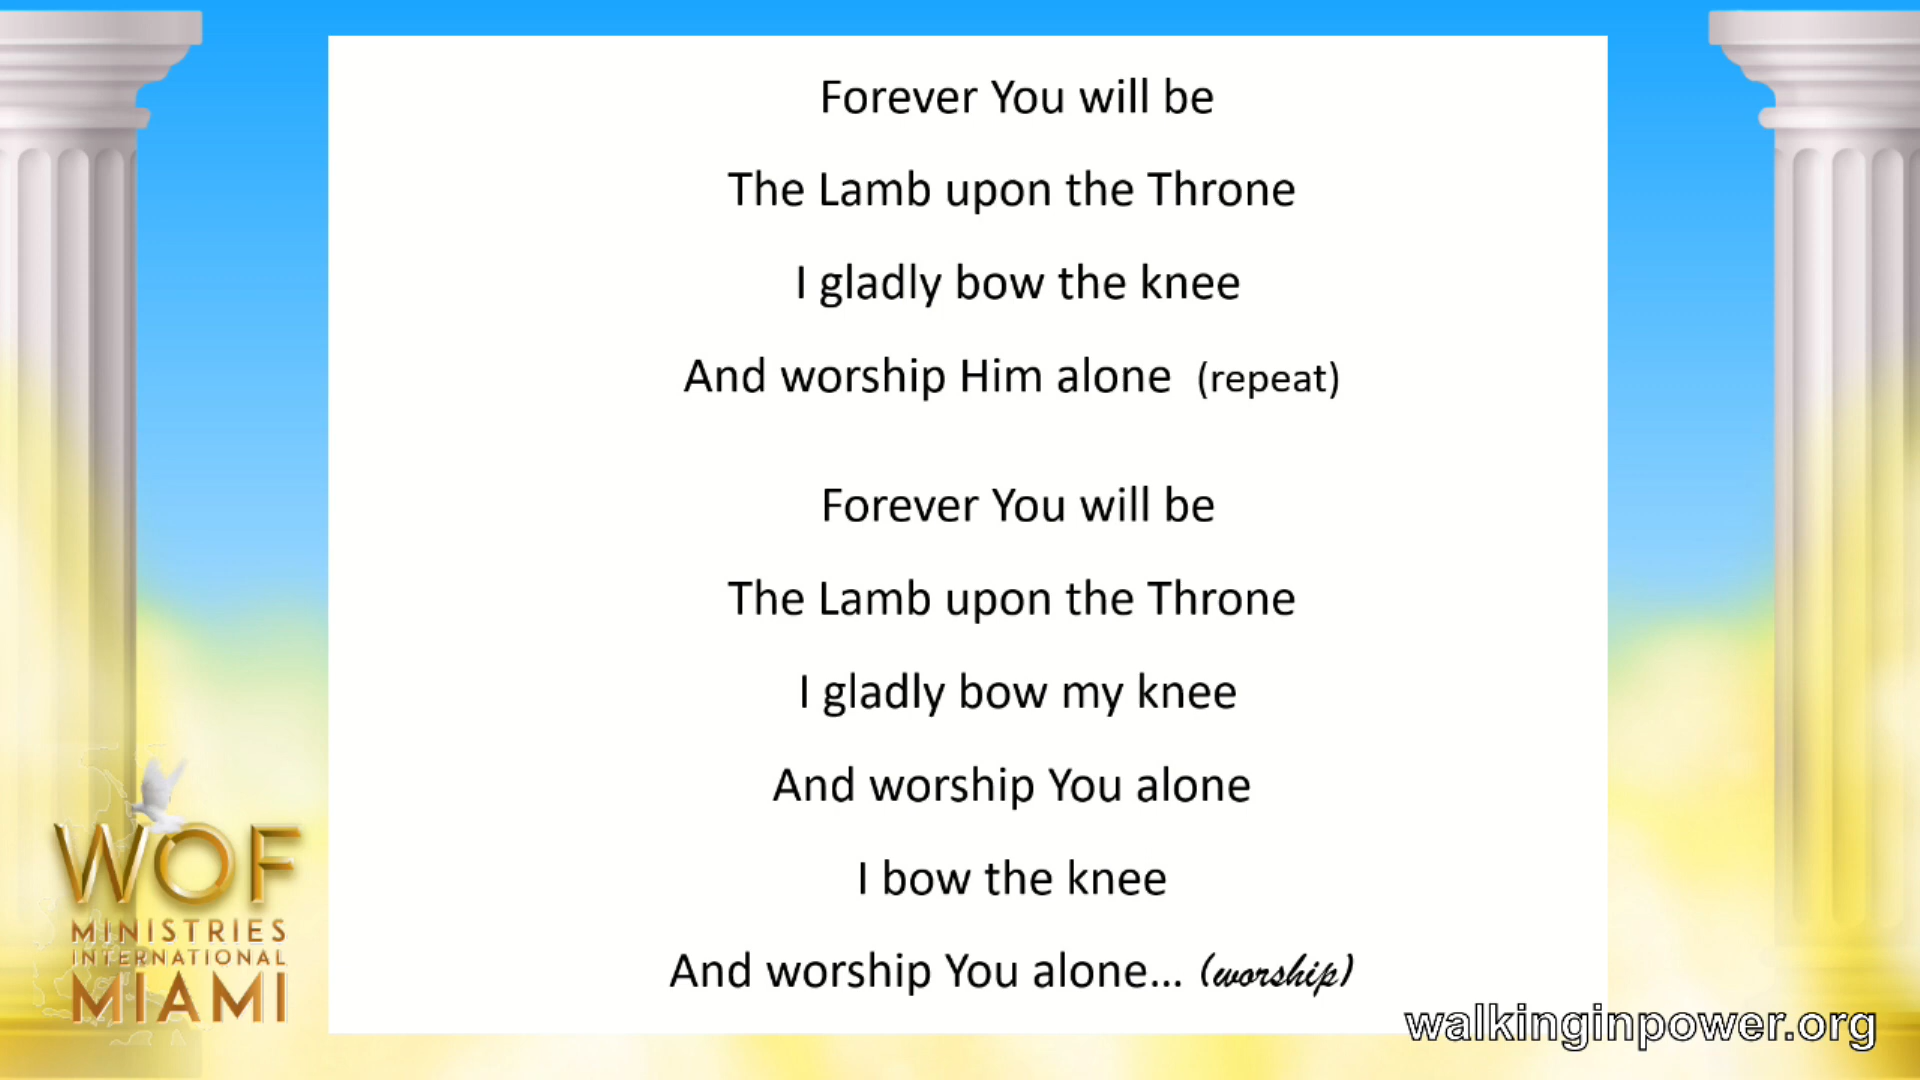 Forever You will be
The Lamb upon the Throne
I gladly bow the knee
And worship Him alone (repeat)
Forever You will be
The Lamb upon the Throne
I gladly bow my knee
And worship You alone
I bow the knee
And worship You alone... (worship)
WOF
MINISTRIES
INTERNATIONAL
MIAMI
walkinginpower.org